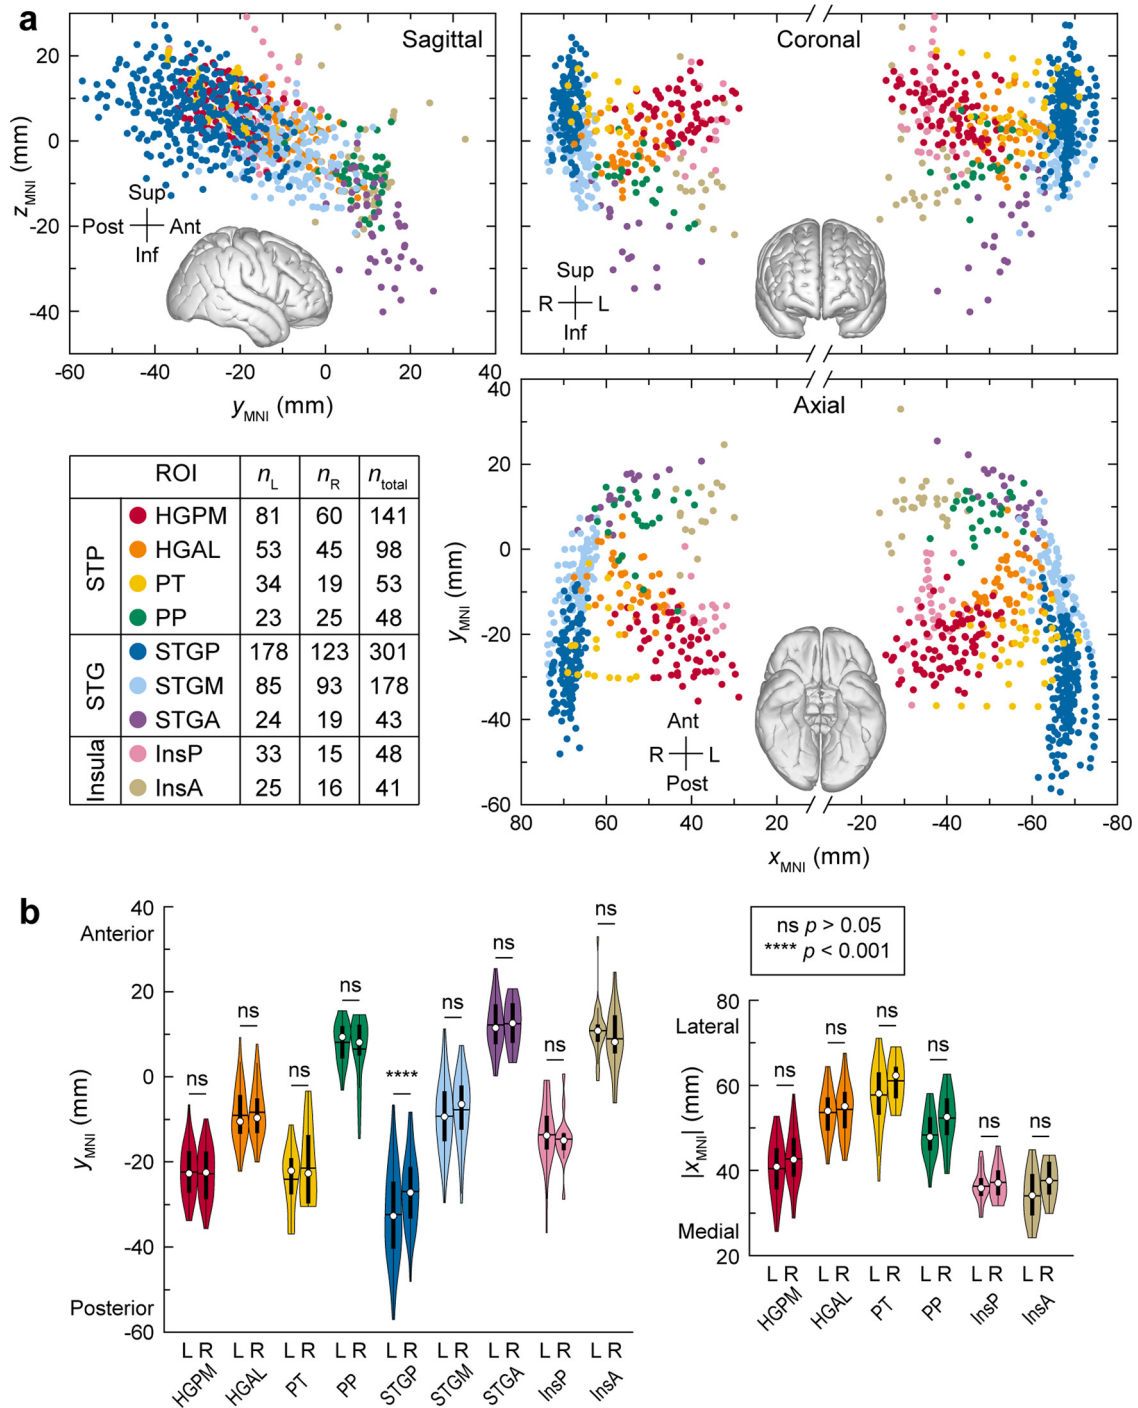 a
Sagittal
20
0
-20
-40
zMNI (mm)
Sup
Post Ant
Inf
-60 -40 -20 0 20 40
yMNI (mm)
Coronal
Sup
R L
Inf
Axial
40
20
0
-20
-40
-60
yMNI (mm)
Ant
R L
Post
80 60 40 20 -20 -40 -60 -80
xMNI (mm)
ROI nL nR ntotal
STP
HGPM 81 60 141
HGAL 53 45 98
PT 34 19 53
PP 23 25 48
STG
STGP 178 123 301
STGM 85 93 178
STGA 24 19 43
Insula
InsP 33 15 48
InsA 25 16 41
b
40
Anterior
20
0
-20
-40
Posterior
-60
yMNI (mm)
ns ns ns ns **** ns ns ns ns
L R L R L R L R L R L R L R L R L R
HGPM HGAL PT PP STGP STGM STGA InsP InsA
ns p > 0.05
**** p < 0.001
80
Lateral
60
40
Medial
20
|xMNI| (mm)
ns ns ns ns ns ns
L R L R L R L R L R L R
HGPM HGAL PT PP InsP InsA